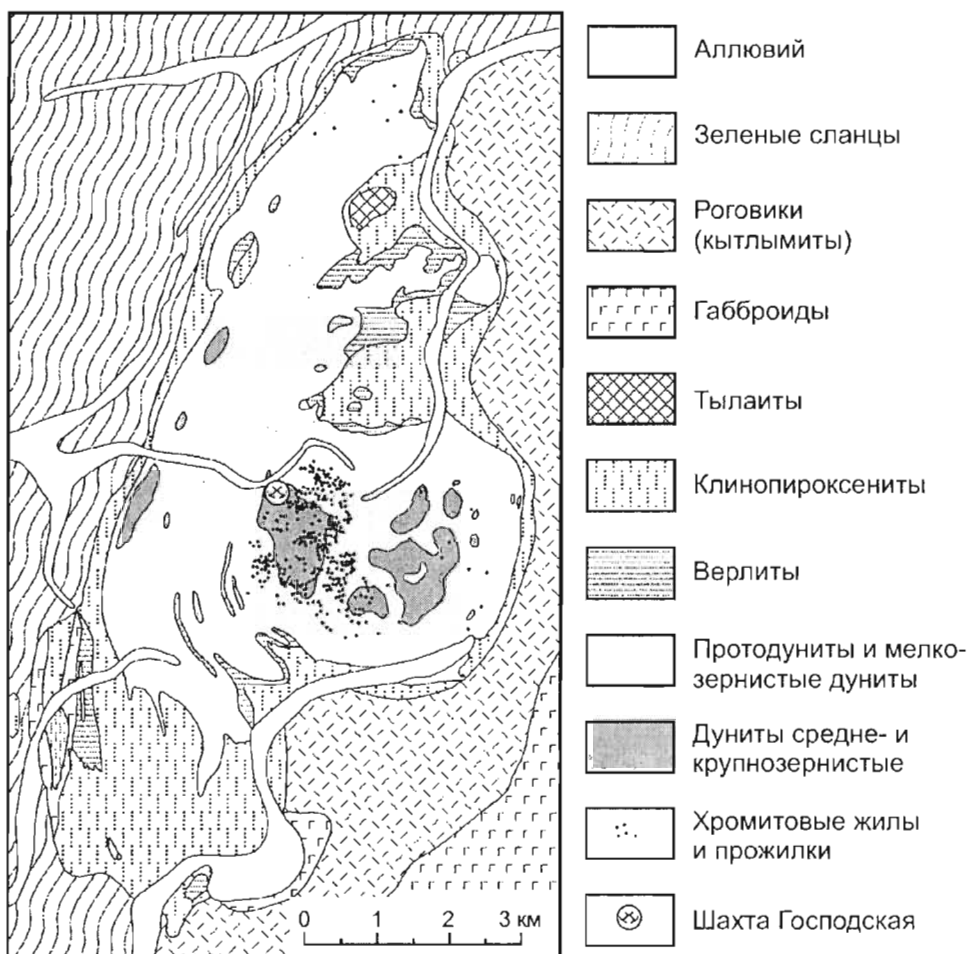 Аллювий
Зеленые сланцы
Роговики
(кытлымиты)
Габброиды
Тылаиты
Клинопироксениты
Верлиты
Протодуниты и мелко-
зернистые дуниты
Дуниты средне- и
крупнозернистые
Хромитовые жилы
и прожилки
Шахта Господская
0 1 2 3 км